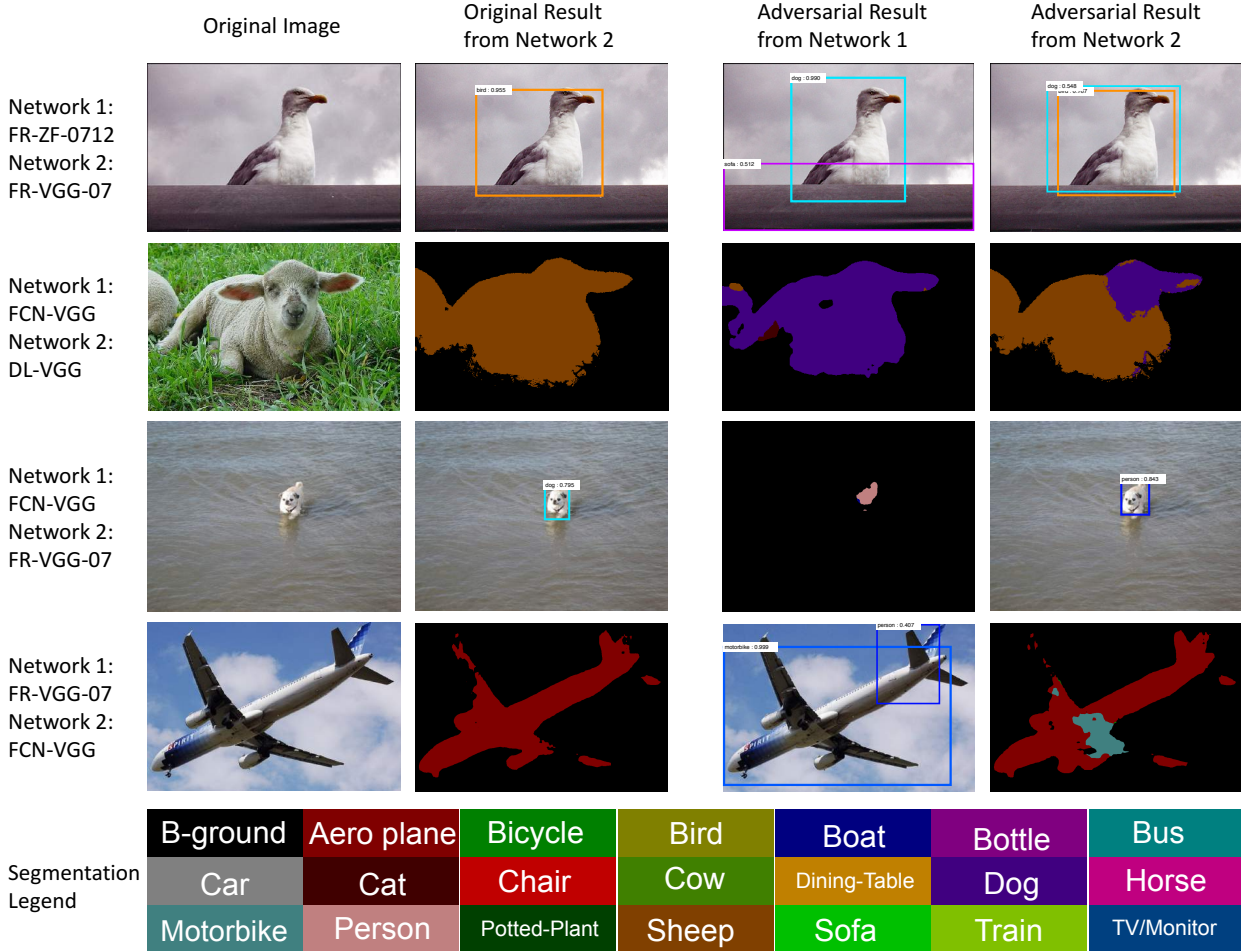 Original Image
Original Result
from Network 2
Adversarial Result
from Network 1
Adversarial Result
from Network 2
Network 1:
FR-ZF-0712
Network 2:
FR-VGG-07
bird : 0.955
dog : 0.990
sofa : 0.512
dog : 0.548
Network 1:
FCN-VGG
Network 2:
DL-VGG
Network 1:
FCN-VGG
Network 2:
FR-VGG-07
dog : 0.795
person : 0.843
Network 1:
FR-VGG-07
Network 2:
FCN-VGG
person : 0.407
motorbike : 0.999
Segmentation
Legend
B-ground Aero plane Bicycle Bird Boat Bottle Bus
Car Cat Chair Cow Dining-Table Dog Horse
Motorbike Person Potted-Plant Sheep Sofa Train TV/Monitor